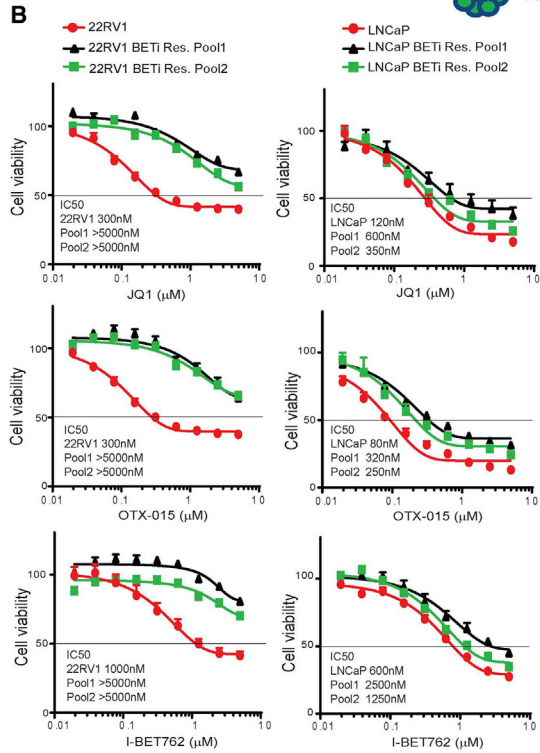 B
22RV1
22RV1 BETi Res. Pool1
22RV1 BETi Res. Pool2
LNCaP
LNCaP BETi Res. Pool1
LNCaP BETi Res. Pool2
Cell viability
100
50
0
IC50
22RV1 300nM
Pool1 >5000nM
Pool2 >5000nM
0.01 0.1 1.0 10
JQ1 (μM)
Cell viability
100
50
0
IC50
LNCaP 120nM
Pool1 600nM
Pool2 350nM
0.01 0.1 1.0 10
JQ1 (μM)
Cell viability
100
50
0
IC50
22RV1 300nM
Pool1 >5000nM
Pool2 >5000nM
0.01 0.1 1.0 10
OTX-015 (μM)
Cell viability
100
50
0
IC50
LNCaP 80nM
Pool1 320nM
Pool2 250nM
0.01 0.1 1.0 10
OTX-015 (μM)
Cell viability
100
50
0
IC50
22RV1 1000nM
Pool1 >5000nM
Pool2 >5000nM
0.01 0.1 1.0 10
I-BET762 (μM)
Cell viability
100
50
0
IC50
LNCaP 600nM
Pool1 2500nM
Pool2 1250nM
0.01 0.1 1.0 10
I-BET762 (μM)